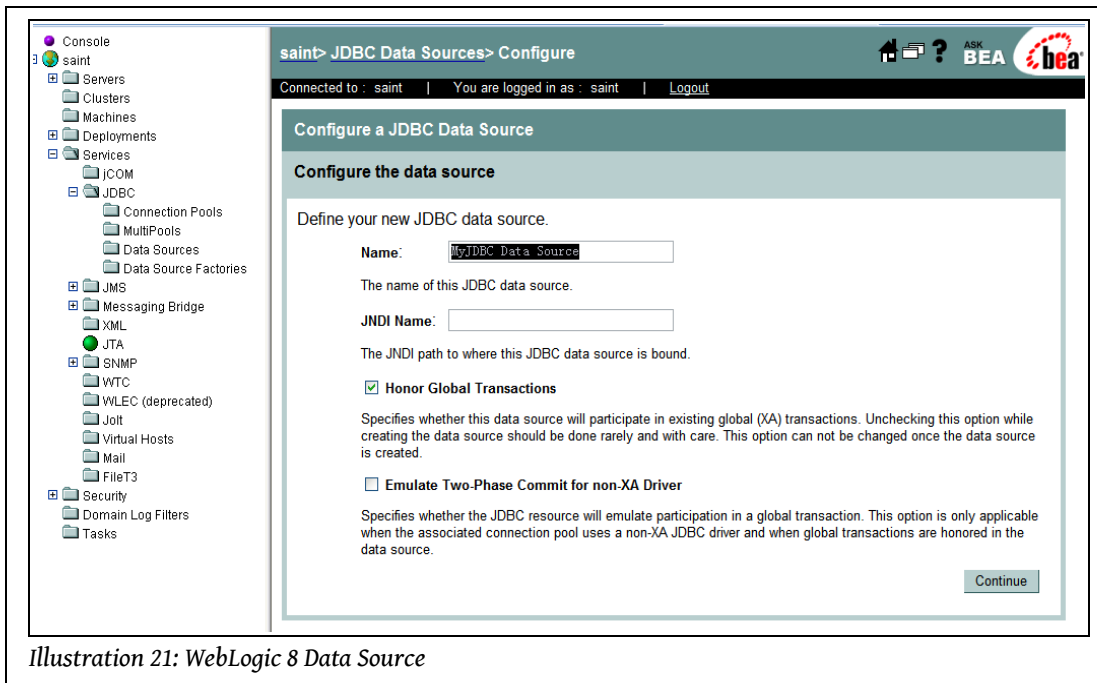 Console
saint
Servers
Clusters
Machines
Deployments
Services
jCOM
JDBC
Connection Pools
MultiPools
Data Sources
Data Source Factories
JMS
Messaging Bridge
XML
JTA
SNMP
WTC
WLEC (deprecated)
Jolt
Virtual Hosts
Mail
FileT3
Security
Domain Log Filters
Tasks
saint> JDBC Data Sources> Configure
? ASK BEA bea
Connected to : saint | You are logged in as : saint | Logout
Configure a JDBC Data Source
Configure the data source
Define your new JDBC data source.
Name: MyJDBC Data Source
The name of this JDBC data source.
JNDI Name:
The JNDI path to where this JDBC data source is bound.
Honor Global Transactions
Specifies whether this data source will participate in existing global (XA) transactions. Unchecking this option while
creating the data source should be done rarely and with care. This option can not be changed once the data source
is created.
Emulate Two-Phase Commit for non-XA Driver
Specifies whether the JDBC resource will emulate participation in a global transaction. This option is only applicable
when the associated connection pool uses a non-XA JDBC driver and when global transactions are honored in the
data source.
Continue
Illustration 21: WebLogic 8 Data Source